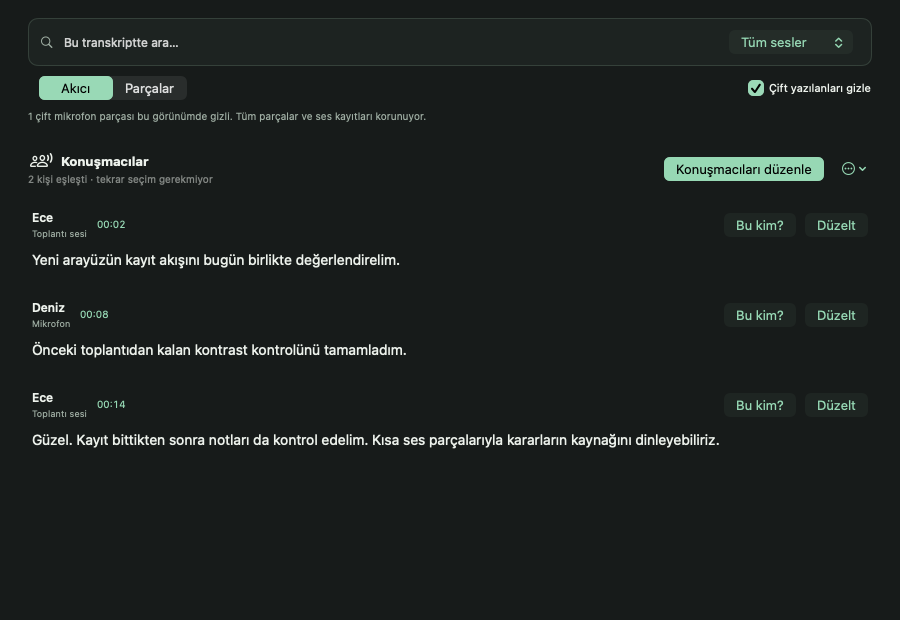 Bu transkriptte ara...
Tüm sesler
Akıcı
Parçalar
Çift yazılanları gizle
1 çift mikrofon parçası bu görünümde gizli. Tüm parçalar ve ses kayıtları korunuyor.
Konuşmacılar
2 kişi eşleşti · tekrar seçim gerekmiyor
Konuşmacıları düzenle
Ece
Toplantı sesi
00:02
Bu kim?
Düzelt
Yeni arayüzün kayıt akışını bugün birlikte değerlendirelim.
Deniz
Mikrofon
00:08
Bu kim?
Düzelt
Önceki toplantıdan kalan kontrast kontrolünü tamamladım.
Ece
Toplantı sesi
00:14
Bu kim?
Düzelt
Güzel. Kayıt bittikten sonra notları da kontrol edelim. Kısa ses parçalarıyla kararların kaynağını dinleyebiliriz.